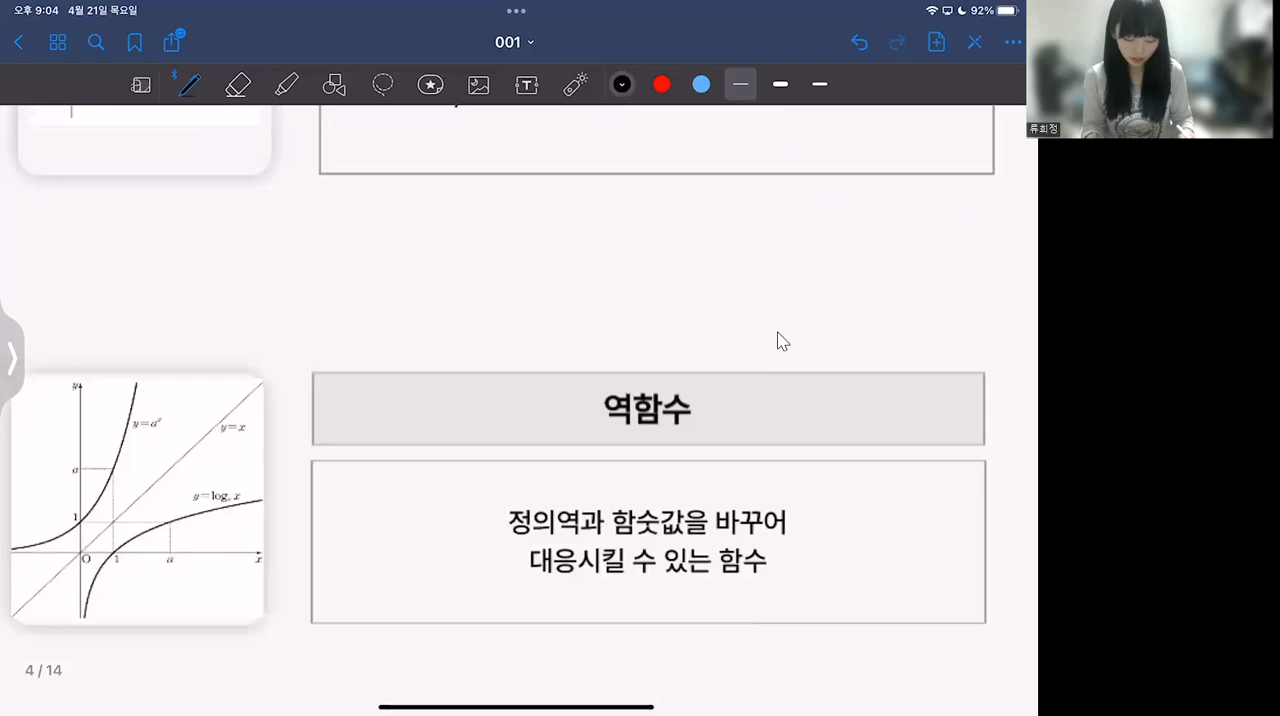 오후 9:04 4월 21일 목요일
92%
001
류희정
T
역함수
정의역과 함숫값을 바꾸어
대응시킬 수 있는 함수
y
y=aˣ
y=x
a
y=logₐ x
1
O 1 a x
4 / 14